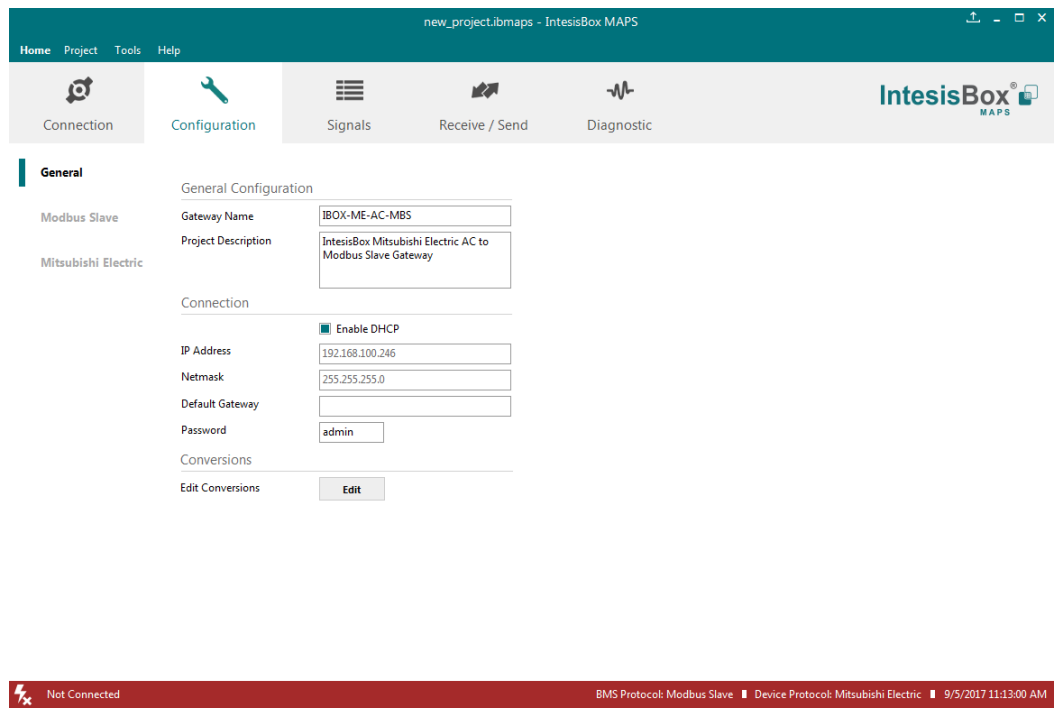 new_project.ibmaps - IntesisBox MAPS
Home Project Tools Help
Connection Configuration Signals Receive / Send Diagnostic
IntesisBox®
MAPS
General
Modbus Slave
Mitsubishi Electric
General Configuration
Gateway Name IBOX-ME-AC-MBS
Project Description IntesisBox Mitsubishi Electric AC to
Modbus Slave Gateway
Connection
Enable DHCP
IP Address 192.168.100.246
Netmask 255.255.255.0
Default Gateway
Password admin
Conversions
Edit Conversions Edit
Not Connected BMS Protocol: Modbus Slave Device Protocol: Mitsubishi Electric 9/5/2017 11:13:00 AM